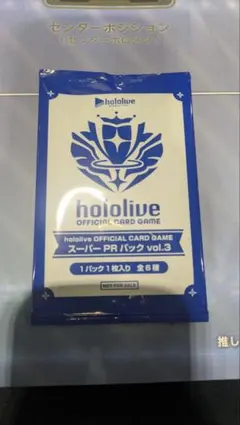 センターポジション
hololive
hololive
OFFICIAL CARD GAME
hololive OFFICIAL CARD GAME
スーパー PR パック vol.3
1パック1枚入り 全6種
NOT FOR SALE
推し